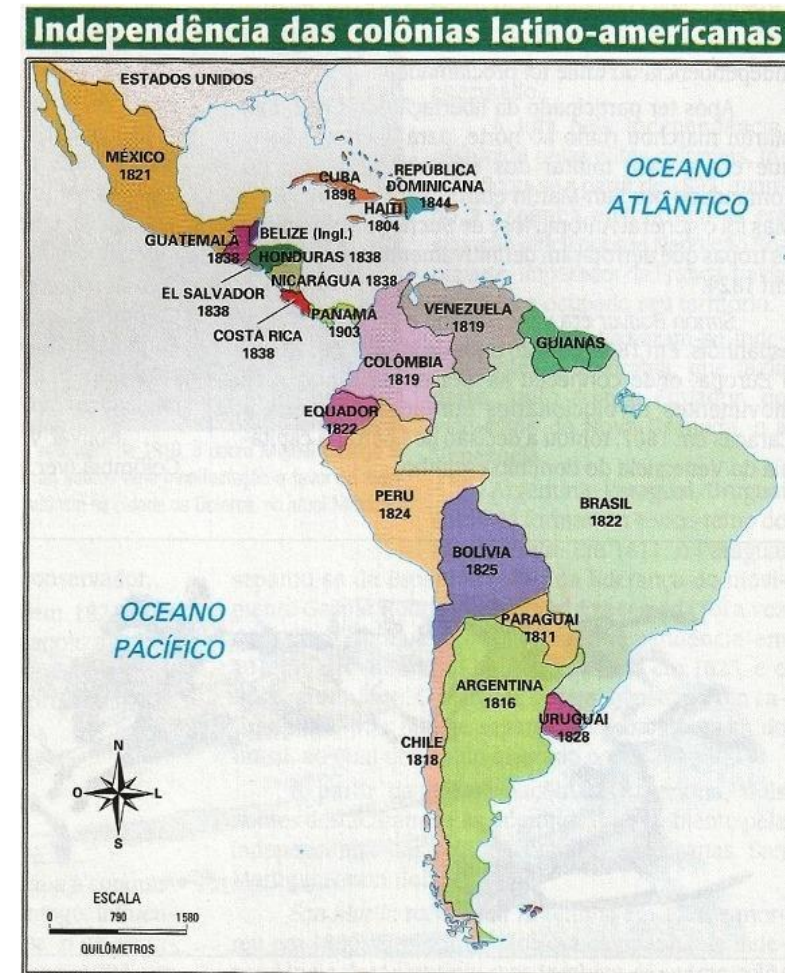 Independência das colônias latino-americanas
ESTADOS UNIDOS
MÉXICO
1821
CUBA
1898
REPÚBLICA
DOMINICANA
1844
HAITI
1804
OCEANO
ATLÂNTICO
GUATEMALA
1838
BELIZE (Ingl.)
HONDURAS 1838
NICARÁGUA 1838
EL SALVADOR
1838
COSTA RICA
1838
PANAMÁ
1903
VENEZUELA
1819
GUIANAS
COLÔMBIA
1819
EQUADOR
1822
PERU
1824
BRASIL
1822
BOLÍVIA
1825
OCEANO
PACÍFICO
PARAGUAI
1811
ARGENTINA
1816
URUGUAI
1828
CHILE
1818
N
O
L
S
ESCALA
0 790 1580
QUILÔMETROS